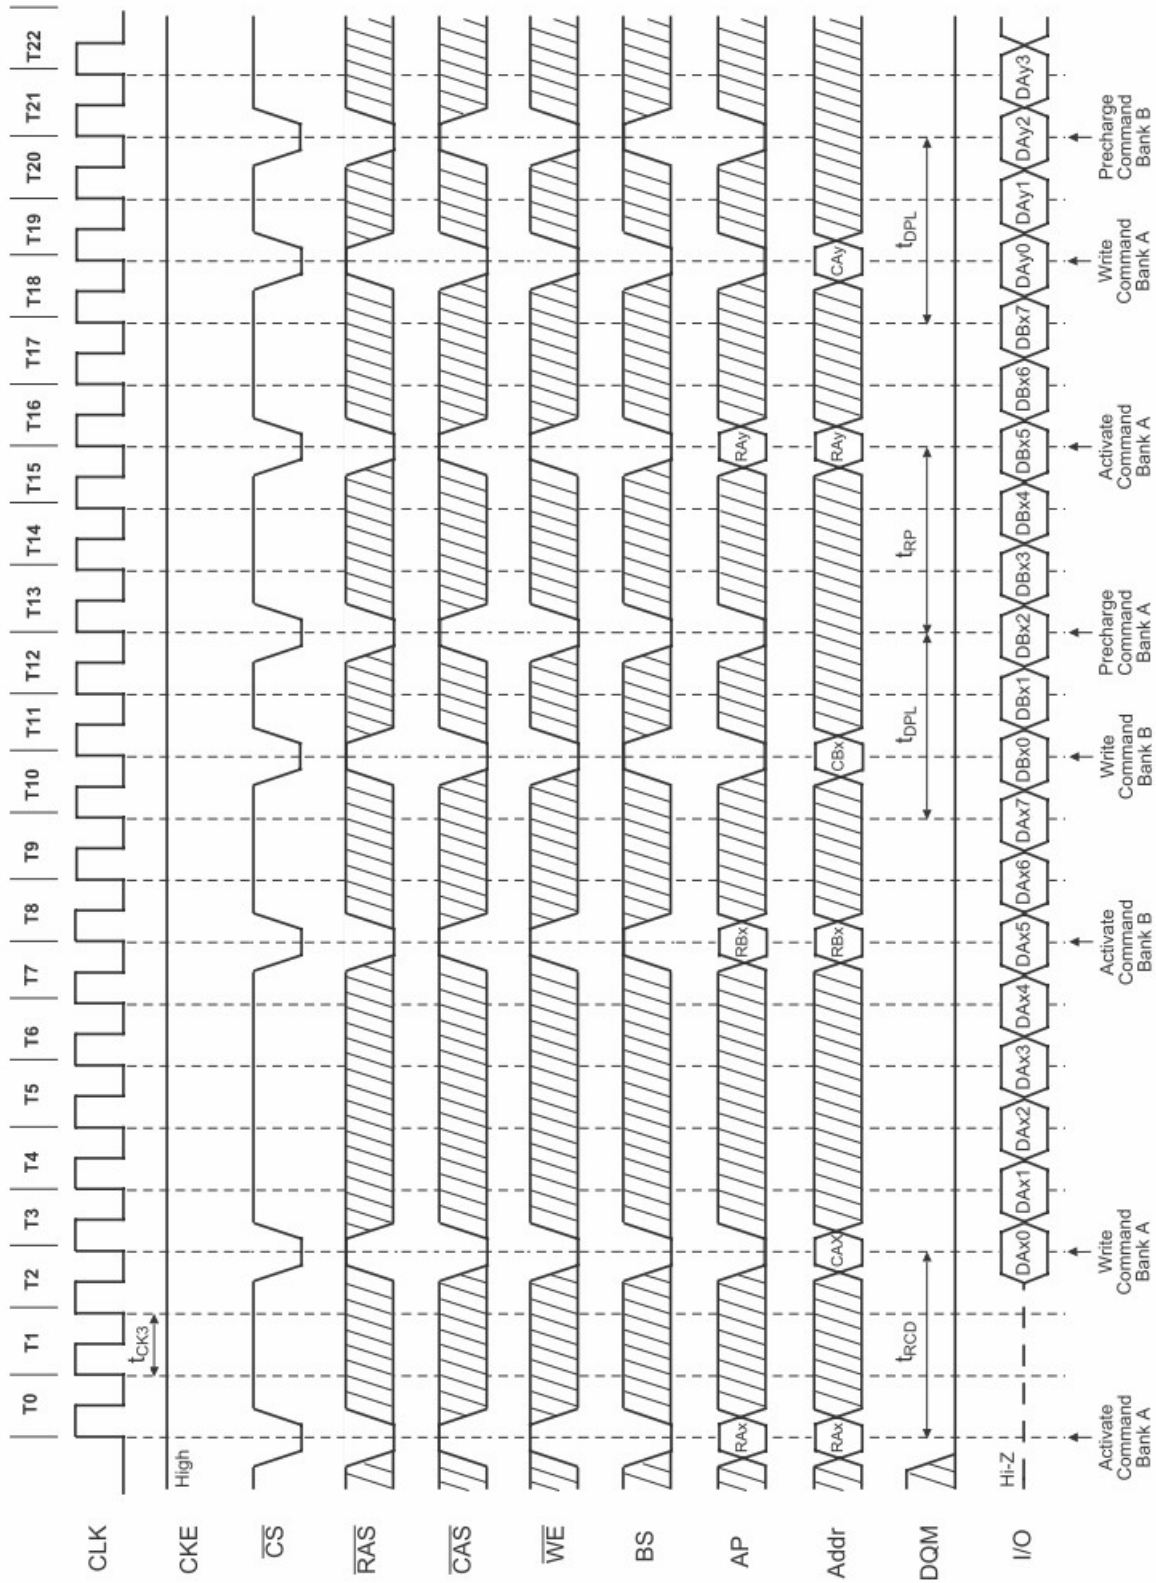 T0 T1 T2 T3 T4 T5 T6 T7 T8 T9 T10 T11 T12 T13 T14 T15 T16 T17 T18 T19 T20 T21 T22
CLK
tCK3
CKE
High
CS
RAS
CAS
WE
BS
AP
RAx RBx RAy
Addr
RAx CAX RBx CBx RAy CAy
DQM
tRCD tDPL tRP tDPL
I/O
Hi-Z
DAx0 DAx1 DAx2 DAx3 DAx4 DAx5 DAx6 DAx7 DBx0 DBx1 DBx2 DBx3 DBx4 DBx5 DBx6 DBx7 DAy0 DAy1 DAy2 DAy3
Activate
Command
Bank A
Write
Command
Bank A
Activate
Command
Bank B
Write
Command
Bank B
Precharge
Command
Bank A
Activate
Command
Bank A
Write
Command
Bank A
Precharge
Command
Bank B